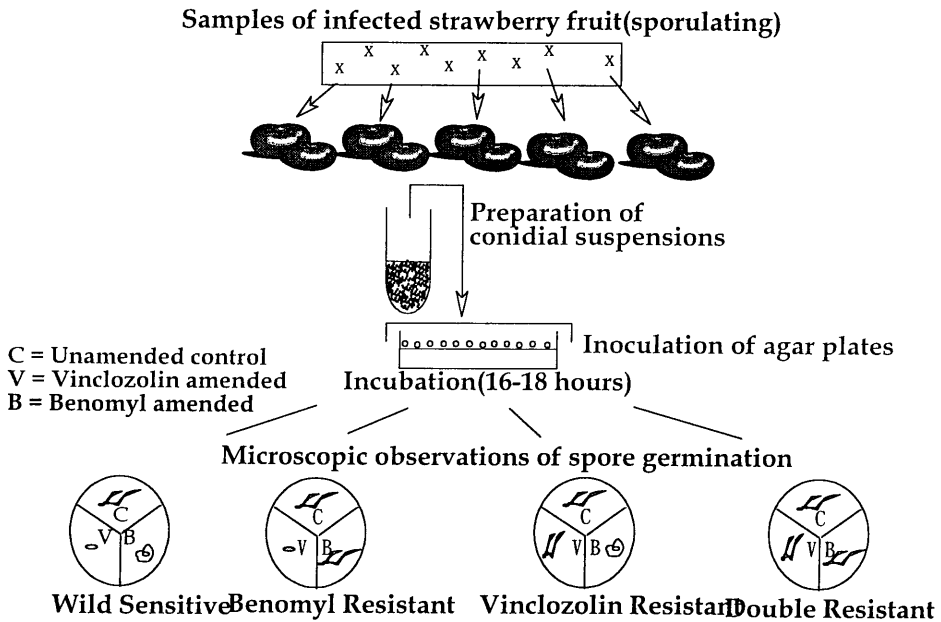 Samples of infected strawberry fruit(sporulating)
x x x x x x x x x
Preparation of
conidial suspensions
Inoculation of agar plates
C = Unamended control
V = Vinclozolin amended
B = Benomyl amended
Incubation(16-18 hours)
Microscopic observations of spore germination
C
V B
C
V B
C
V B
C
V B
Wild Sensitive
Benomyl Resistant
Vinclozolin Resistant
Double Resistant